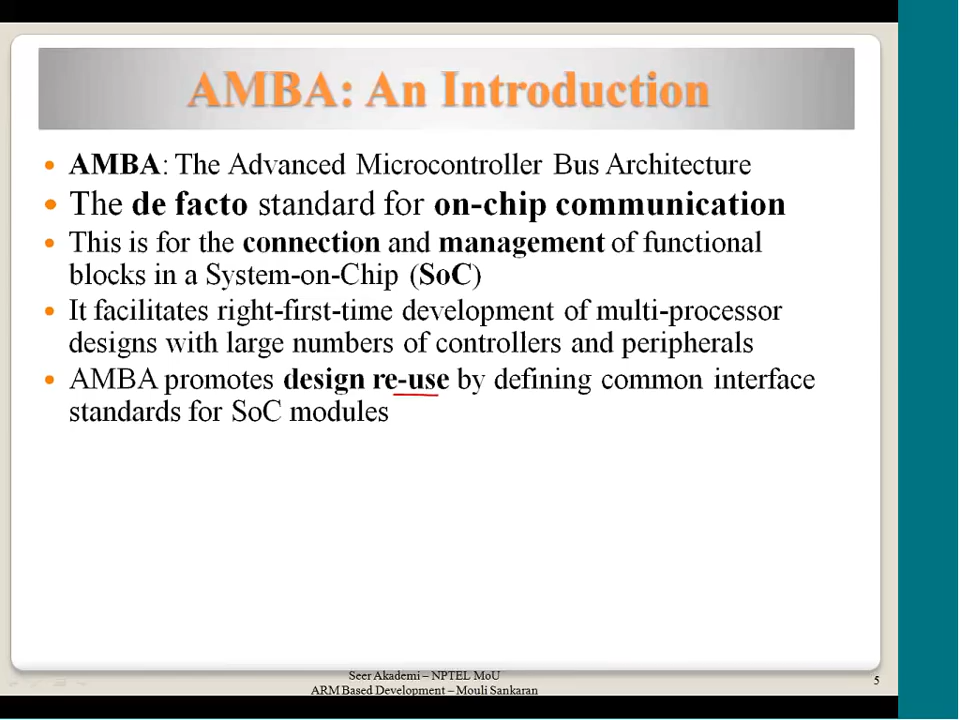 AMBA: An Introduction
AMBA: The Advanced Microcontroller Bus Architecture
The de facto standard for on-chip communication
This is for the connection and management of functional
blocks in a System-on-Chip (SoC)
It facilitates right-first-time development of multi-processor
designs with large numbers of controllers and peripherals
AMBA promotes design re-use by defining common interface
standards for SoC modules
Seer Akademi – NPTEL MoU
ARM Based Development – Mouli Sankaran
5